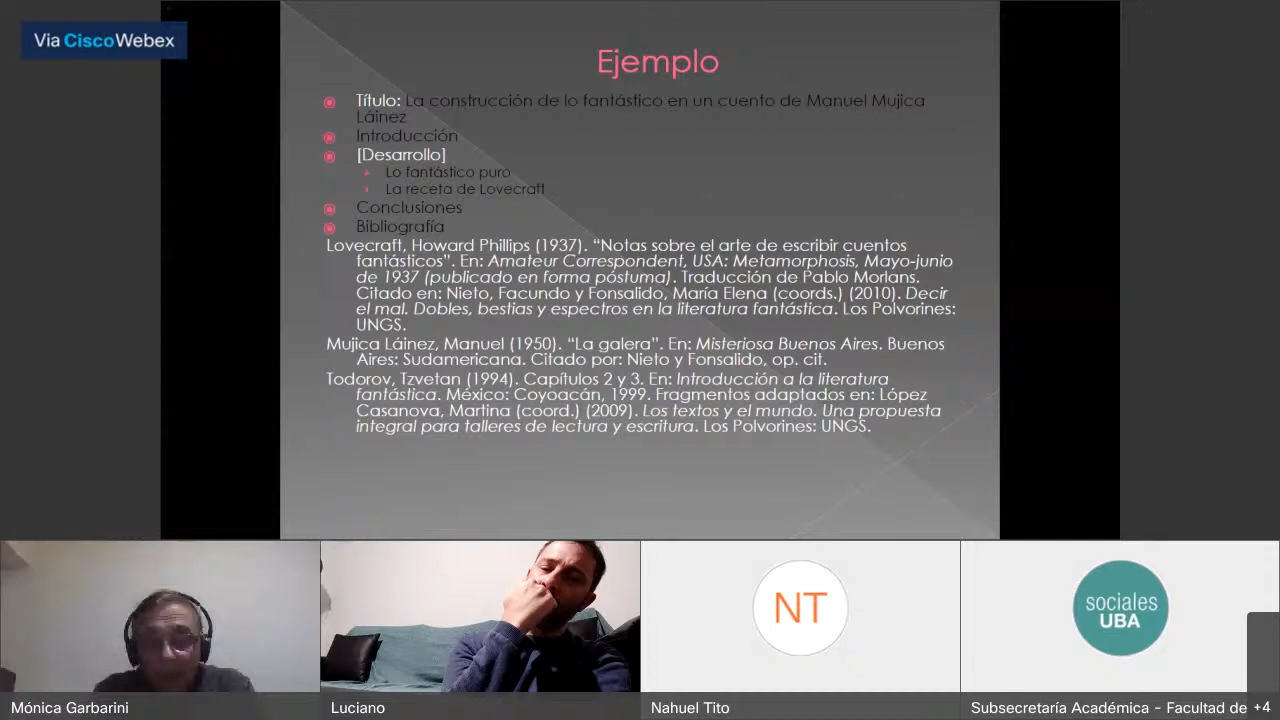 Via Cisco Webex
Ejemplo
Título: La construcción de lo fantástico en un cuento de Manuel Mujica
Láinez
Introducción
[Desarrollo]
Lo fantástico puro
La receta de Lovecraft
Conclusiones
Bibliografía
Lovecraft, Howard Phillips (1937). “Notas sobre el arte de escribir cuentos
fantásticos”. En: Amateur Correspondent, USA: Metamorphosis, Mayo-junio
de 1937 (publicado en forma póstuma). Traducción de Pablo Morlans.
Citado en: Nieto, Facundo y Fonsalido, María Elena (coords.) (2010). Decir
el mal. Dobles, bestias y espectros en la literatura fantástica. Los Polvorines:
UNGS.
Mujica Láinez, Manuel (1950). “La galera”. En: Misteriosa Buenos Aires. Buenos
Aires: Sudamericana. Citado por: Nieto y Fonsalido, op. cit.
Todorov, Tzvetan (1994). Capítulos 2 y 3. En: Introducción a la literatura
fantástica. México: Coyoacán, 1999. Fragmentos adaptados en: López
Casanova, Martina (coord.) (2009). Los textos y el mundo. Una propuesta
integral para talleres de lectura y escritura. Los Polvorines: UNGS.
NT
sociales
UBA
Mónica Garbarini
Luciano
Nahuel Tito
Subsecretaría Académica - Facultad de +4